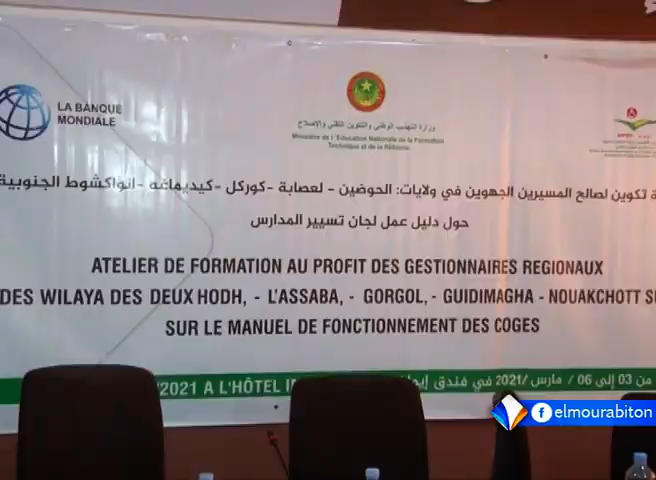 LA BANQUE
MONDIALE
وزارة التهذيب الوطني والتكوين التقني والإصلاح
Ministère de l'Education Nationale de la Formation
Technique et de la Réforme
تكوين لصالح المسيرين الجهوين في ولايات: الحوضين - لعصابة -كوركل -كيديماغه -انواكشوط الجنوبية
حول دليل عمل لجان تسيير المدارس
ATELIER DE FORMATION AU PROFIT DES GESTIONNAIRES REGIONAUX
DES WILAYA DES DEUX HODH, - L'ASSABA, - GORGOL, - GUIDIMAGHA - NOUAKCHOTT
SUR LE MANUEL DE FONCTIONNEMENT DES COGES
/2021 A L'HÔTEL
من 03 إلى 06 / مارس /2021 في فندق
elmourabiton